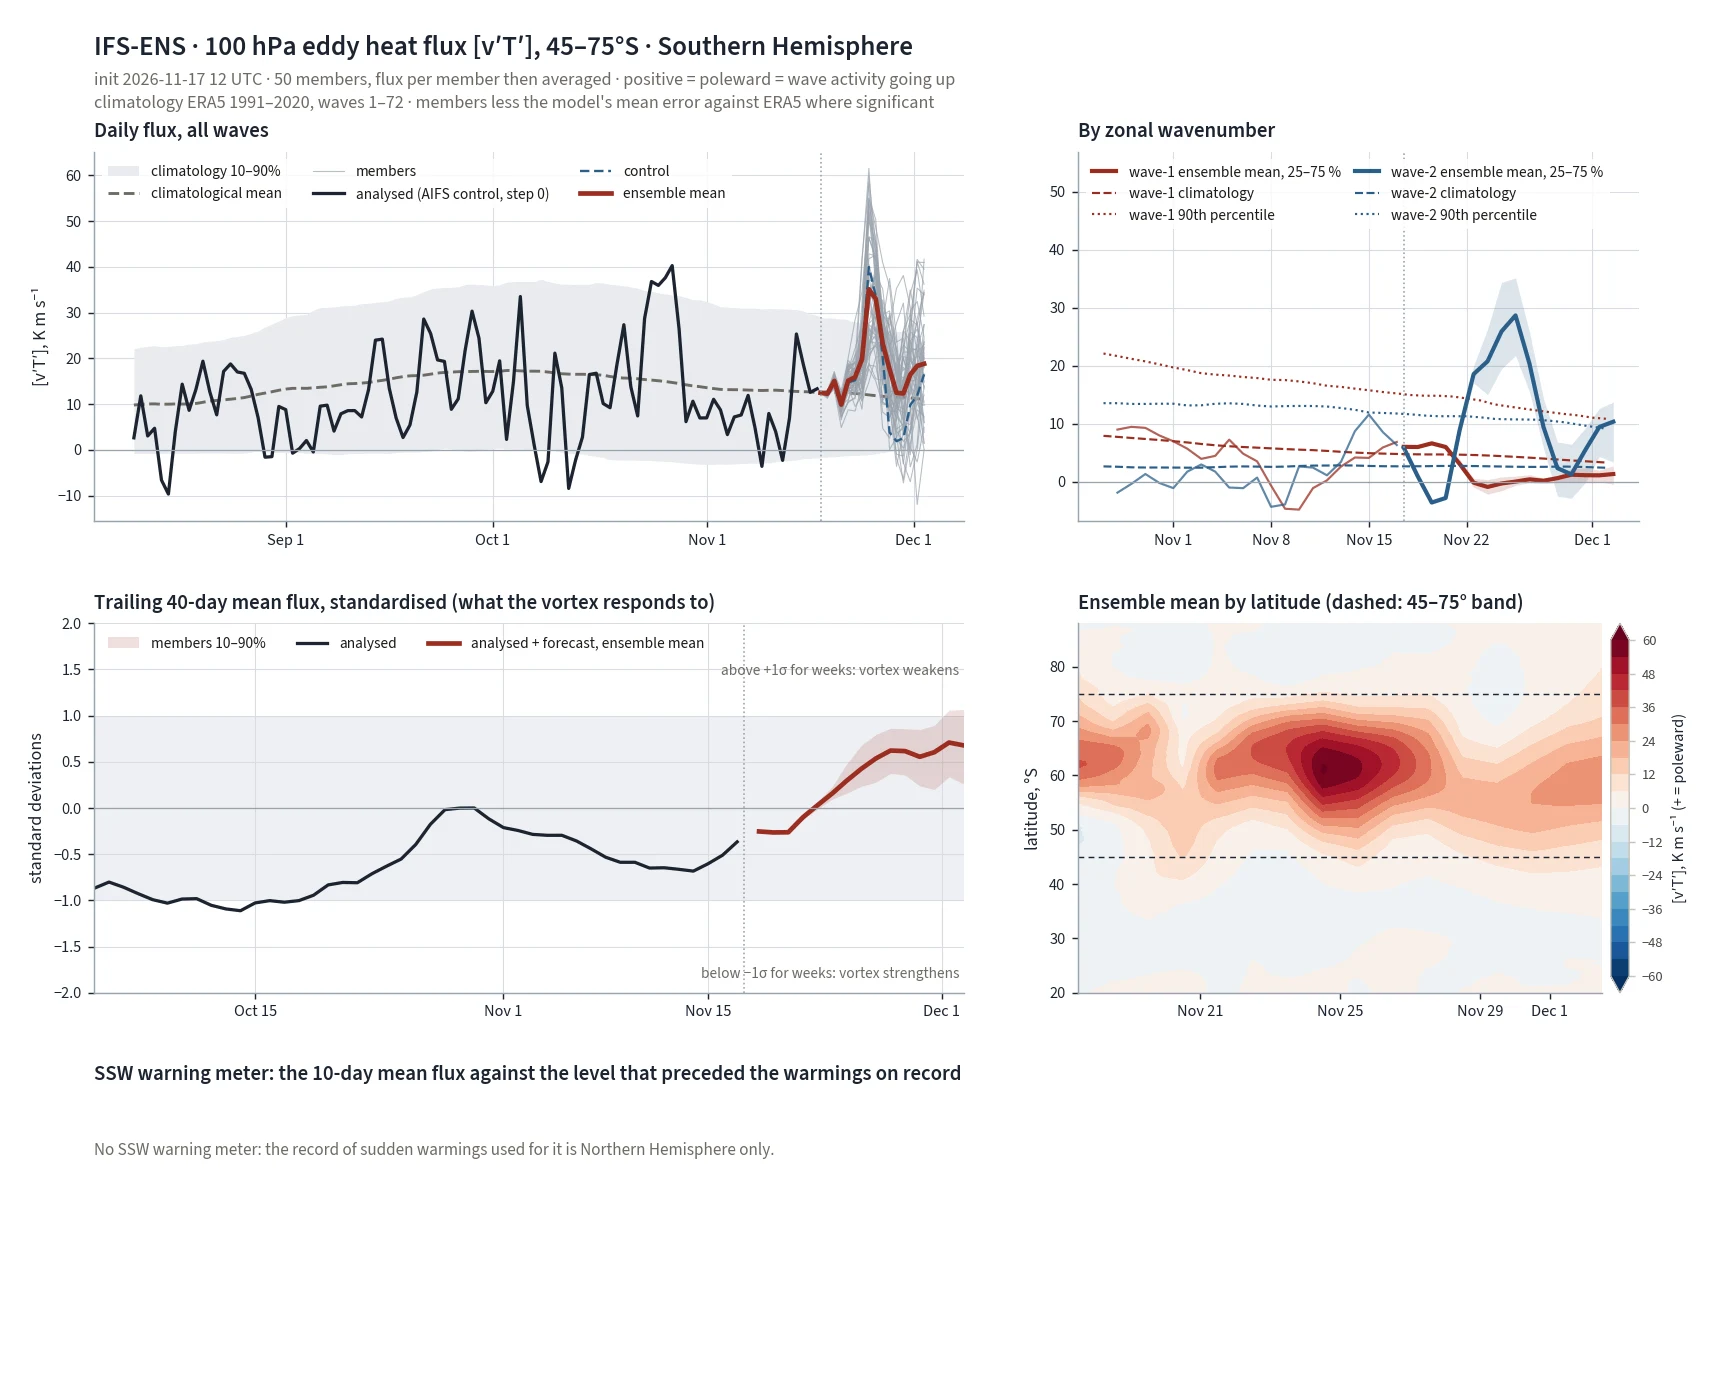 IFS-ENS · 100 hPa eddy heat flux [v′T′], 45–75°S · Southern Hemisphere
init 2026-11-17 12 UTC · 50 members, flux per member then averaged · positive = poleward = wave activity going up
climatology ERA5 1991–2020, waves 1–72 · members less the model's mean error against ERA5 where significant
Daily flux, all waves
climatology 10–90%
members
control
climatological mean
analysed (AIFS control, step 0)
ensemble mean
[v′T′], K m s⁻¹
60
50
40
30
20
10
0
−10
Sep 1
Oct 1
Nov 1
Dec 1
By zonal wavenumber
wave-1 ensemble mean, 25–75 %
wave-2 ensemble mean, 25–75 %
wave-1 climatology
wave-2 climatology
wave-1 90th percentile
wave-2 90th percentile
50
40
30
20
10
0
Nov 1
Nov 8
Nov 15
Nov 22
Dec 1
Trailing 40-day mean flux, standardised (what the vortex responds to)
members 10–90%
analysed
analysed + forecast, ensemble mean
above +1σ for weeks: vortex weakens
below −1σ for weeks: vortex strengthens
standard deviations
2.0
1.5
1.0
0.5
0.0
−0.5
−1.0
−1.5
−2.0
Oct 15
Nov 1
Nov 15
Dec 1
Ensemble mean by latitude (dashed: 45–75° band)
latitude, °S
80
70
60
50
40
30
20
Nov 21
Nov 25
Nov 29
Dec 1
60
48
36
24
12
0
−12
−24
−36
−48
−60
[v′T′], K m s⁻¹ (+ = poleward)
SSW warning meter: the 10-day mean flux against the level that preceded the warmings on record
No SSW warning meter: the record of sudden warmings used for it is Northern Hemisphere only.